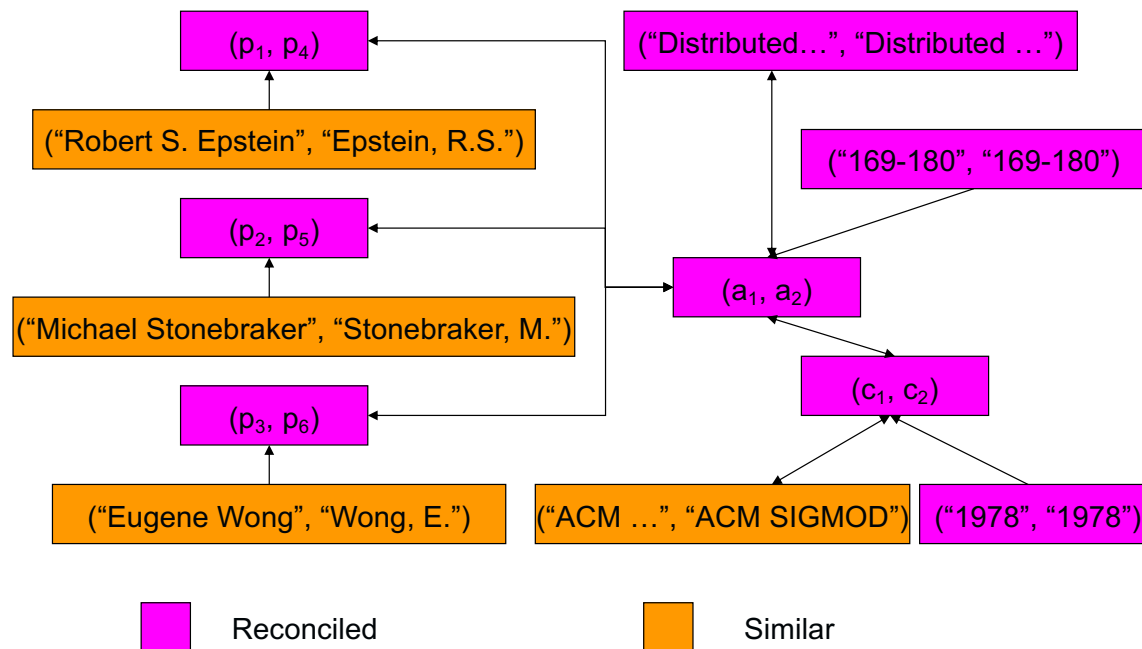 (p₁, p₄)
(“Distributed…”, “Distributed …”)
(“Robert S. Epstein”, “Epstein, R.S.”)
(“169-180”, “169-180”)
(p₂, p₅)
(a₁, a₂)
(“Michael Stonebraker”, “Stonebraker, M.”)
(c₁, c₂)
(p₃, p₆)
(“Eugene Wong”, “Wong, E.”)
(“ACM …”, “ACM SIGMOD”)
(“1978”, “1978”)
Reconciled
Similar